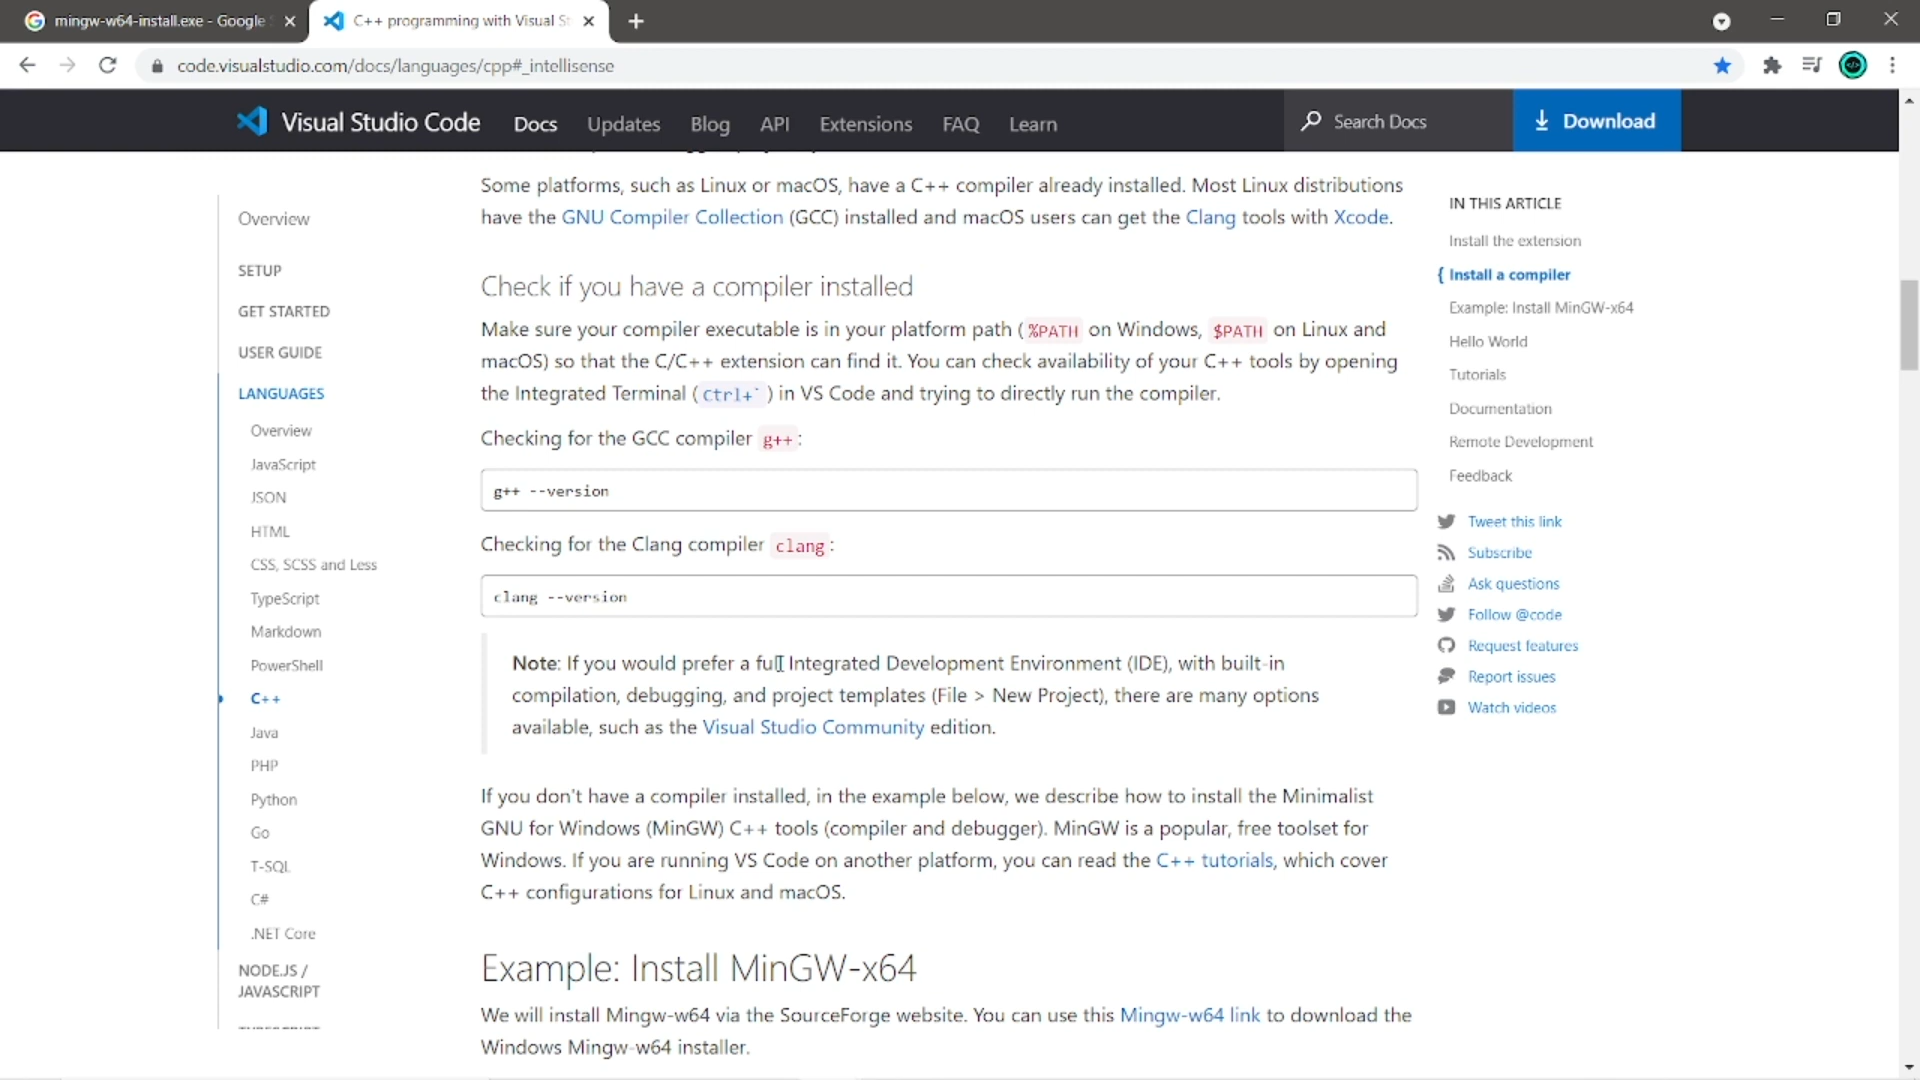 mingw-w64-install.exe - Google
C++ programming with Visual St
code.visualstudio.com/docs/languages/cpp#_intellisense
Visual Studio Code
Docs
Updates
Blog
API
Extensions
FAQ
Learn
Search Docs
Download
Overview
SETUP
GET STARTED
USER GUIDE
LANGUAGES
Overview
JavaScript
JSON
HTML
CSS, SCSS and Less
TypeScript
Markdown
PowerShell
C++
Java
PHP
Python
Go
T-SQL
C#
.NET Core
NODE.JS /
JAVASCRIPT
Some platforms, such as Linux or macOS, have a C++ compiler already installed. Most Linux distributions
have the GNU Compiler Collection (GCC) installed and macOS users can get the Clang tools with Xcode.
Check if you have a compiler installed
Make sure your compiler executable is in your platform path ( %PATH on Windows, $PATH on Linux and
macOS) so that the C/C++ extension can find it. You can check availability of your C++ tools by opening
the Integrated Terminal ( Ctrl+` ) in VS Code and trying to directly run the compiler.
Checking for the GCC compiler g++ :
g++ --version
Checking for the Clang compiler clang :
clang --version
Note: If you would prefer a full Integrated Development Environment (IDE), with built-in
compilation, debugging, and project templates (File > New Project), there are many options
available, such as the Visual Studio Community edition.
If you don't have a compiler installed, in the example below, we describe how to install the Minimalist
GNU for Windows (MinGW) C++ tools (compiler and debugger). MinGW is a popular, free toolset for
Windows. If you are running VS Code on another platform, you can read the C++ tutorials, which cover
C++ configurations for Linux and macOS.
Example: Install MinGW-x64
We will install Mingw-w64 via the SourceForge website. You can use this Mingw-w64 link to download the
Windows Mingw-w64 installer.
IN THIS ARTICLE
Install the extension
{ Install a compiler
Example: Install MinGW-x64
Hello World
Tutorials
Documentation
Remote Development
Feedback
Tweet this link
Subscribe
Ask questions
Follow @code
Request features
Report issues
Watch videos